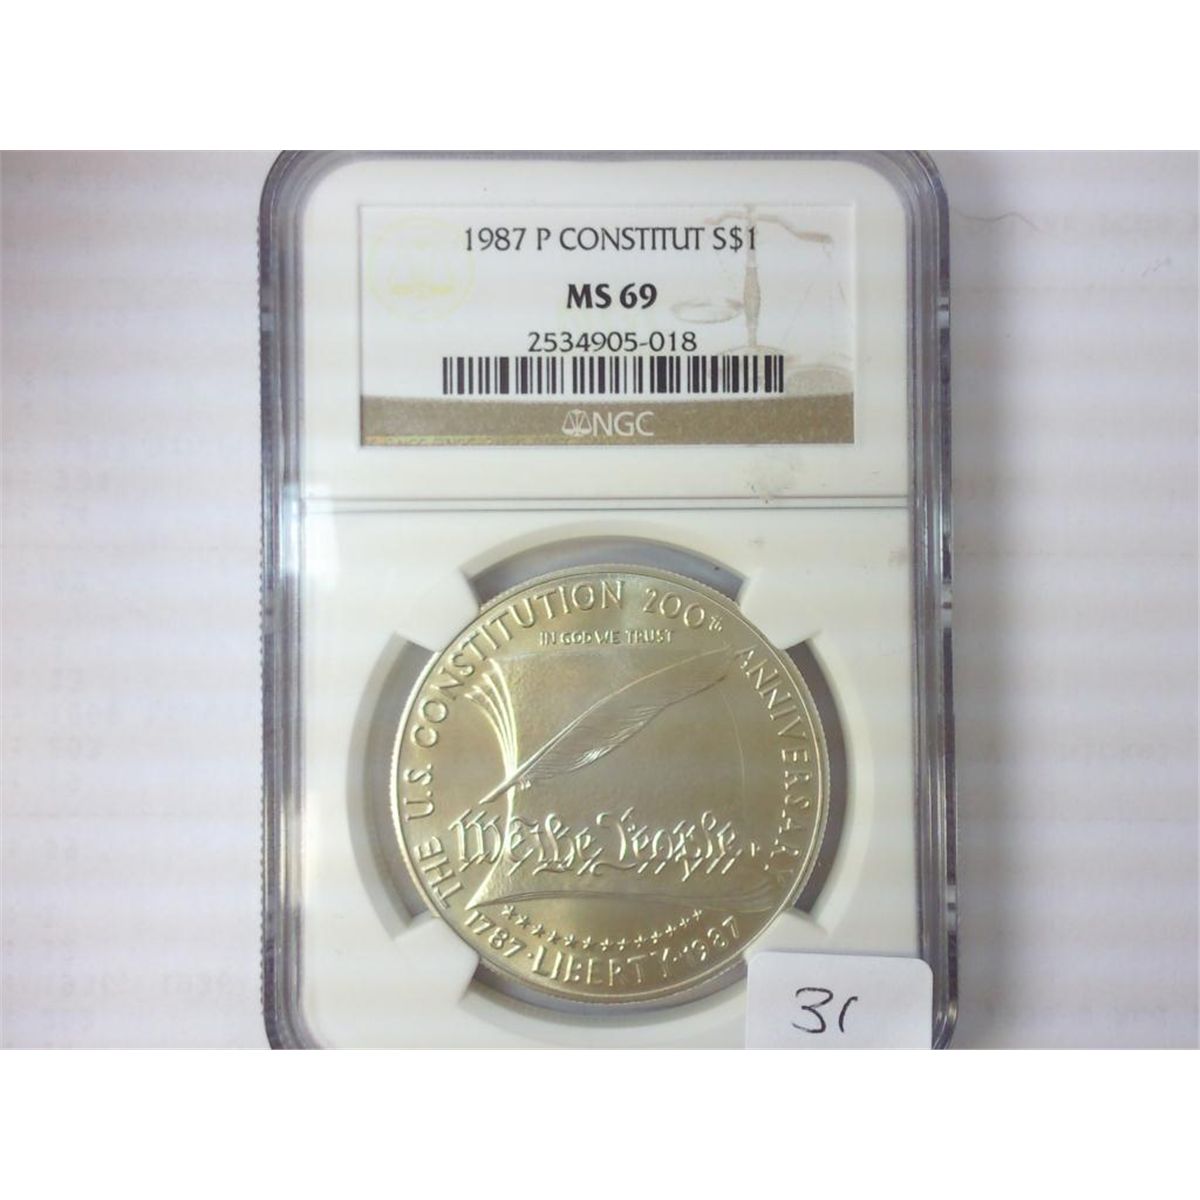 1987 P CONSTITUT S$1
MS 69
2534905-018
NGC
THE U.S. CONSTITUTION 200TH ANNIVERSARY
IN GOD WE TRUST
We the People
P
1787 · LIBERTY · 1987
31